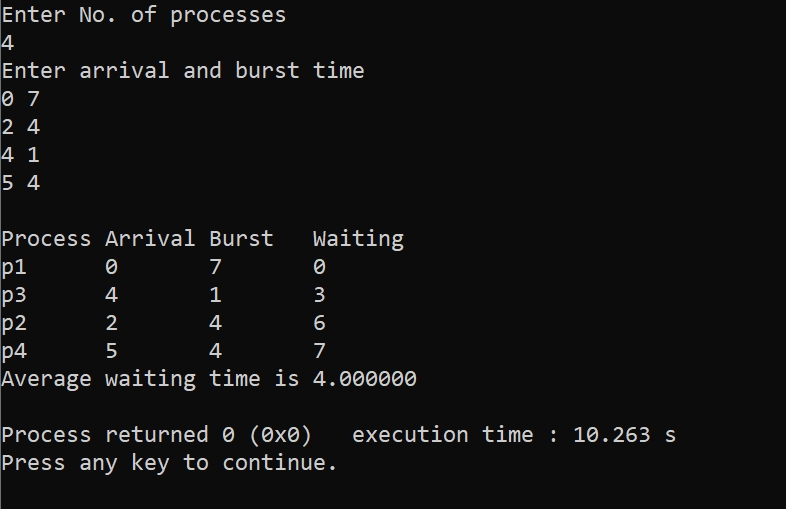 Enter No. of processes
4
Enter arrival and burst time
0 7
2 4
4 1
5 4
Process Arrival Burst   Waiting
p1      0       7       0
p3      4       1       3
p2      2       4       6
p4      5       4       7
Average waiting time is 4.000000
Process returned 0 (0x0)   execution time : 10.263 s
Press any key to continue.